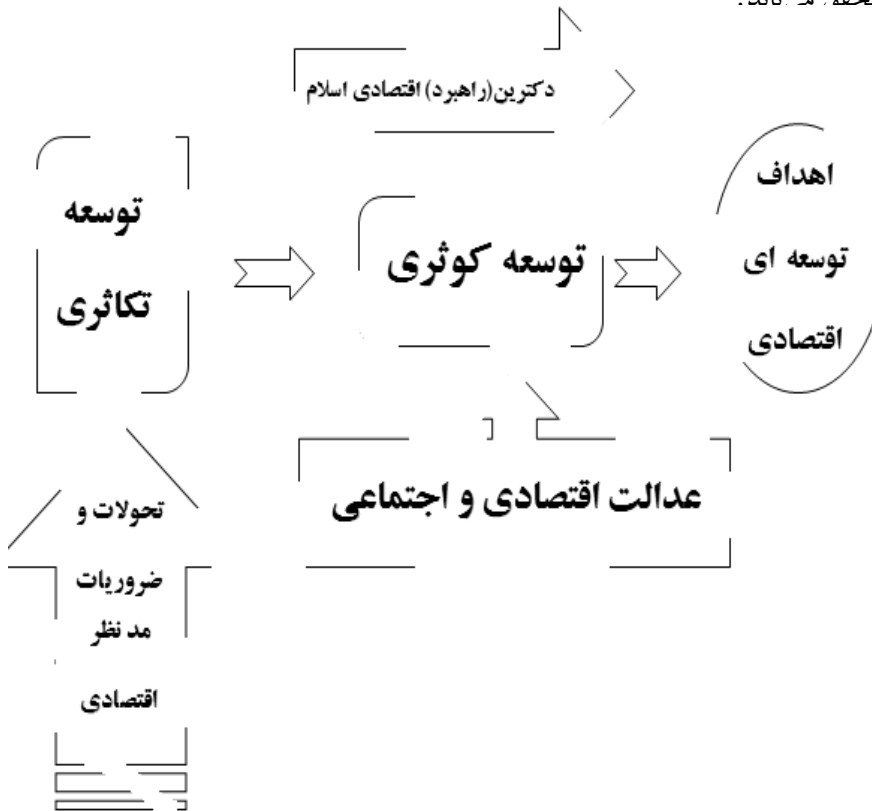 دکترین(راهبرد) اقتصادی اسلام
اهداف
توسعه ای
اقتصادی
توسعه کوثری
توسعه
تکاثری
عدالت اقتصادی و اجتماعی
تحولات و
ضروریات
مد نظر
اقتصادی